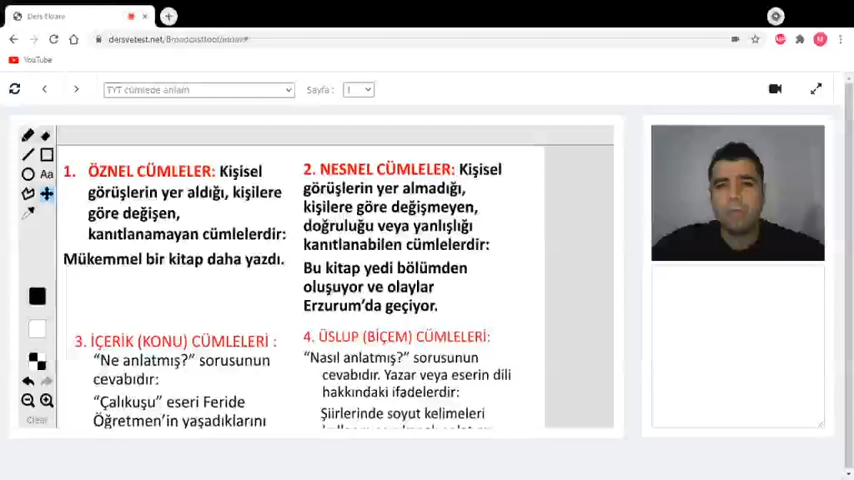 Ders Ekranı
YouTube
TYT cümlede anlam
Sayfa :
1
Aa
Clear
1. ÖZNEL CÜMLELER: Kişisel
görüşlerin yer aldığı, kişilere
göre değişen,
kanıtlanamayan cümlelerdir:
Mükemmel bir kitap daha yazdı.
2. NESNEL CÜMLELER: Kişisel
görüşlerin yer almadığı,
kişilere göre değişmeyen,
doğruluğu veya yanlışlığı
kanıtlanabilen cümlelerdir:
Bu kitap yedi bölümden
oluşuyor ve olaylar
Erzurum’da geçiyor.
3. İÇERİK (KONU) CÜMLELERİ :
“Ne anlatmış?” sorusunun
cevabıdır:
“Çalıkuşu” eseri Feride
Öğretmen’in yaşadıklarını
4. ÜSLUP (BİÇEM) CÜMLELERİ:
“Nasıl anlatmış?” sorusunun
cevabıdır. Yazar veya eserin dili
hakkındaki ifadelerdir:
Şiirlerinde soyut kelimeleri